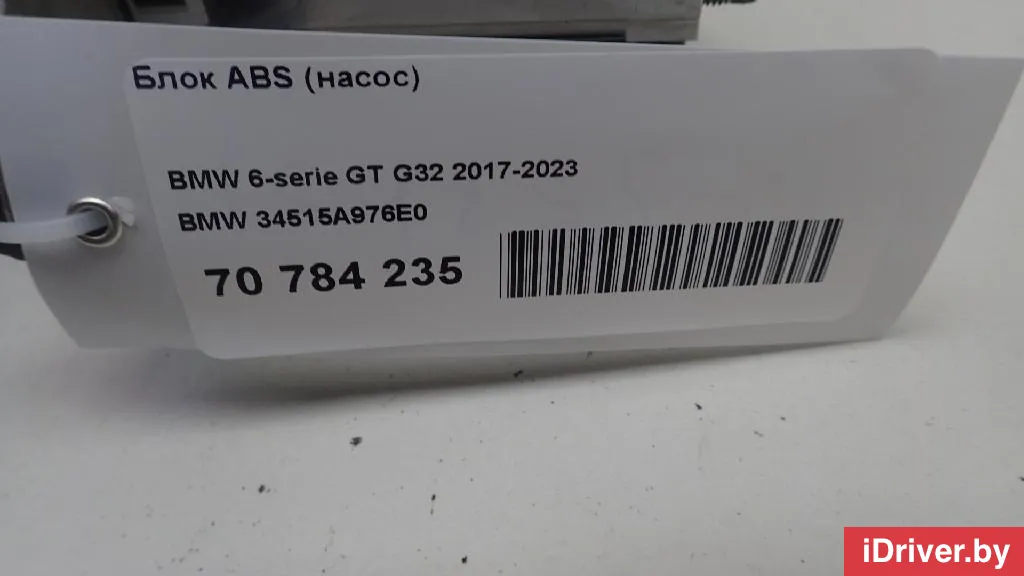 Блок ABS (насос)
BMW 6-serie GT G32 2017-2023
BMW 34515A976E0
70 784 235
iDriver.by